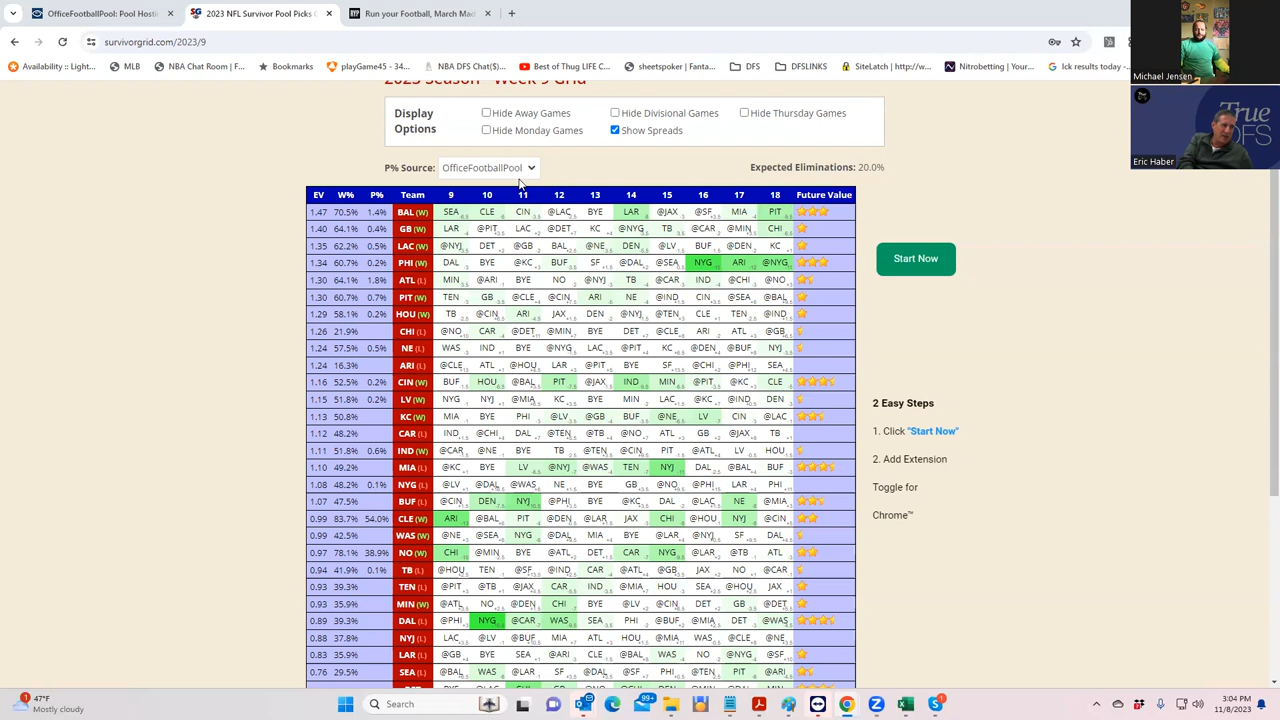 OfficeFootballPool: Pool Hosti
2023 NFL Survivor Pool Picks G
Run your Football, March Mad
survivorgrid.com/2023/9
Availability :: Light...
MLB
NBA Chat Room | F...
Bookmarks
playGame45 - 34...
NBA DFS Chat($)...
Best of Thug LIFE C...
sheetspoker | Fanta...
DFS
DFSLINKS
SiteLatch | http://w...
Nitrobetting | Your...
Ick results today -...
Michael Jensen
True DFS
Eric Haber
2023 Season - Week 9 Grid
Display Options
Hide Away Games
Hide Divisional Games
Hide Thursday Games
Hide Monday Games
Show Spreads
P% Source: OfficeFootballPool
Expected Eliminations: 20.0%
EV W% P% Team 9 10 11 12 13 14 15 16 17 18 Future Value
1.47 70.5% 1.4% BAL (W) SEA CLE CIN @LAC BYE LAR @JAX @SF MIA PIT
1.40 64.1% 0.4% GB (W) LAR @PIT LAC @DET KC @NYG TB @CAR @MIN CHI
1.35 62.2% 0.5% LAC (W) @NYJ DET @GB BAL @NE DEN @LV BUF @DEN KC
1.34 60.7% 0.2% PHI (W) DAL BYE @KC BUF SF @DAL @SEA NYG ARI @NYG
1.30 64.1% 1.8% ATL (L) MIN @ARI BYE NO @NYJ TB @CAR IND @CHI @NO
1.30 60.7% 0.7% PIT (W) TEN GB @CLE @CIN ARI NE @IND CIN @SEA @BAL
1.29 58.1% 0.2% HOU (W) TB @CIN ARI JAX DEN @NYJ @TEN CLE TEN @IND
1.26 21.9% CHI (L) @NO CAR @DET @MIN BYE DET @CLE ARI ATL @GB
1.24 57.5% 0.5% NE (L) WAS IND BYE @NYG LAC @PIT KC @DEN @BUF NYJ
1.24 16.3% ARI (L) @CLE ATL @HOU LAR @PIT BYE SF @CHI @PHI SEA
1.16 52.5% 0.2% CIN (W) BUF HOU @BAL PIT @JAX IND MIN @PIT @KC CLE
1.15 51.8% 0.2% LV (W) NYG NYJ @MIA KC BYE MIN LAC @KC @IND DEN
1.13 50.8% KC (W) MIA BYE PHI @LV @GB BUF @NE LV CIN @LAC
1.12 48.2% CAR (L) IND @CHI DAL @TEN @TB @NO ATL GB @JAX TB
1.11 51.8% 0.6% IND (W) @CAR @NE BYE TB @TEN @CIN PIT @ATL LV HOU
1.10 49.2% MIA (L) @KC BYE LV @NYJ @WAS TEN NYJ DAL @BAL BUF
1.08 48.2% 0.1% NYG (L) @LV @DAL @WAS NE BYE GB @NO @PHI LAR PHI
1.07 47.5% BUF (L) @CIN DEN NYJ @PHI BYE @KC DAL @LAC NE @MIA
0.99 83.7% 54.0% CLE (W) ARI @BAL PIT @DEN @LAR JAX CHI @HOU NYJ @CIN
0.99 42.5% WAS (W) @NE @SEA NYG @DAL MIA BYE @LAR @NYJ SF DAL
0.97 78.1% 38.9% NO (W) CHI @MIN BYE @ATL DET CAR NYG @LAR @TB ATL
0.94 41.9% 0.1% TB (L) @HOU TEN @SF @IND CAR @ATL @GB JAX NO @CAR
0.93 39.3% TEN (L) @PIT @TB @JAX CAR IND @MIA HOU SEA @HOU JAX
0.93 35.9% MIN (W) @ATL NO @DEN CHI BYE @LV @CIN DET GB @DET
0.89 39.3% DAL (L) @PHI NYG @CAR WAS SEA PHI @BUF @MIA DET @WAS
0.88 37.8% NYJ (L) LAC @LV @BUF MIA ATL HOU @MIA WAS @CLE @NE
0.83 35.9% LAR (L) @GB BYE SEA @ARI CLE @BAL WAS NO @NYG @SF
0.76 29.5% SEA (L) @BAL WAS @LAR SF @DAL @SF PHI @TEN PIT @ARI
Start Now
2 Easy Steps
1. Click "Start Now"
2. Add Extension
Toggle for
Chrome™
47°F
Mostly cloudy
Search
99+
3:04 PM
11/8/2023